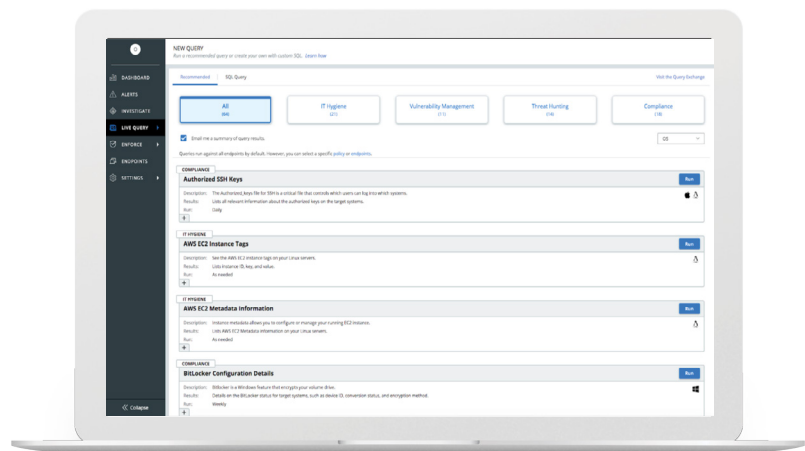 NEW QUERY
Run a recommended query or create your own with custom SQL. Learn how
DASHBOARD
ALERTS
INVESTIGATE
LIVE QUERY
ENFORCE
ENDPOINTS
SETTINGS
Collapse
Recommended
SQL Query
Visit the Query Exchange
All
IT Hygiene
(21)
Vulnerability Management
(11)
Threat Hunting
(14)
Compliance
(18)
Email me a summary of query results.
OS
Queries run against all endpoints by default. However, you can select a specific policy or endpoints.
COMPLIANCE
Authorized SSH Keys
Run
Description: The Authorized_keys file for SSH is a critical file that controls which users can log into which systems.
Results: Lists all relevant information about the authorized keys on the target systems.
Run: Daily
+
IT HYGIENE
AWS EC2 Instance Tags
Run
Description: See the AWS EC2 instance tags on your Linux servers.
Results: Lists Instance ID, key, and value.
Run: As needed
+
IT HYGIENE
AWS EC2 Metadata Information
Run
Description: Instance metadata allows you to configure or manage your running EC2 instance.
Results: Lists AWS EC2 Metadata information on your Linux servers.
Run: As needed
+
COMPLIANCE
BitLocker Configuration Details
Run
Description: BitLocker is a Windows feature that encrypts your volume drive.
Results: Details on the BitLocker status for target systems, such as device ID, conversion status, and encryption method.
Run: Weekly
+